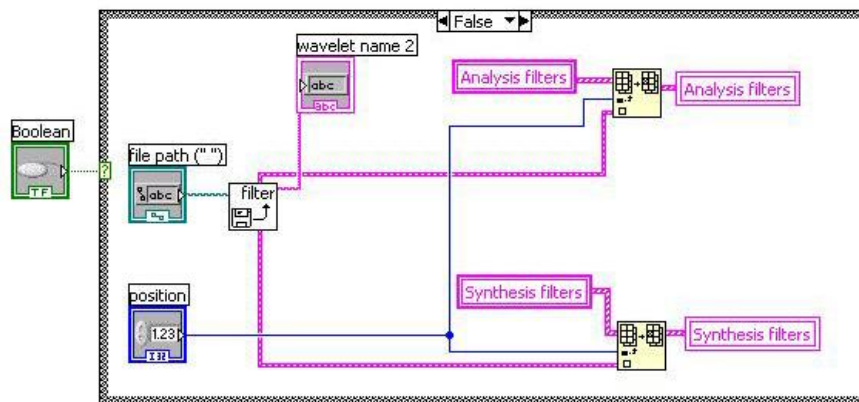 False
wavelet name 2
abc
abc
Analysis filters
Analysis filters
Boolean
TF
?
file path (" ")
abc
filter
Synthesis filters
Synthesis filters
position
1.23
I32